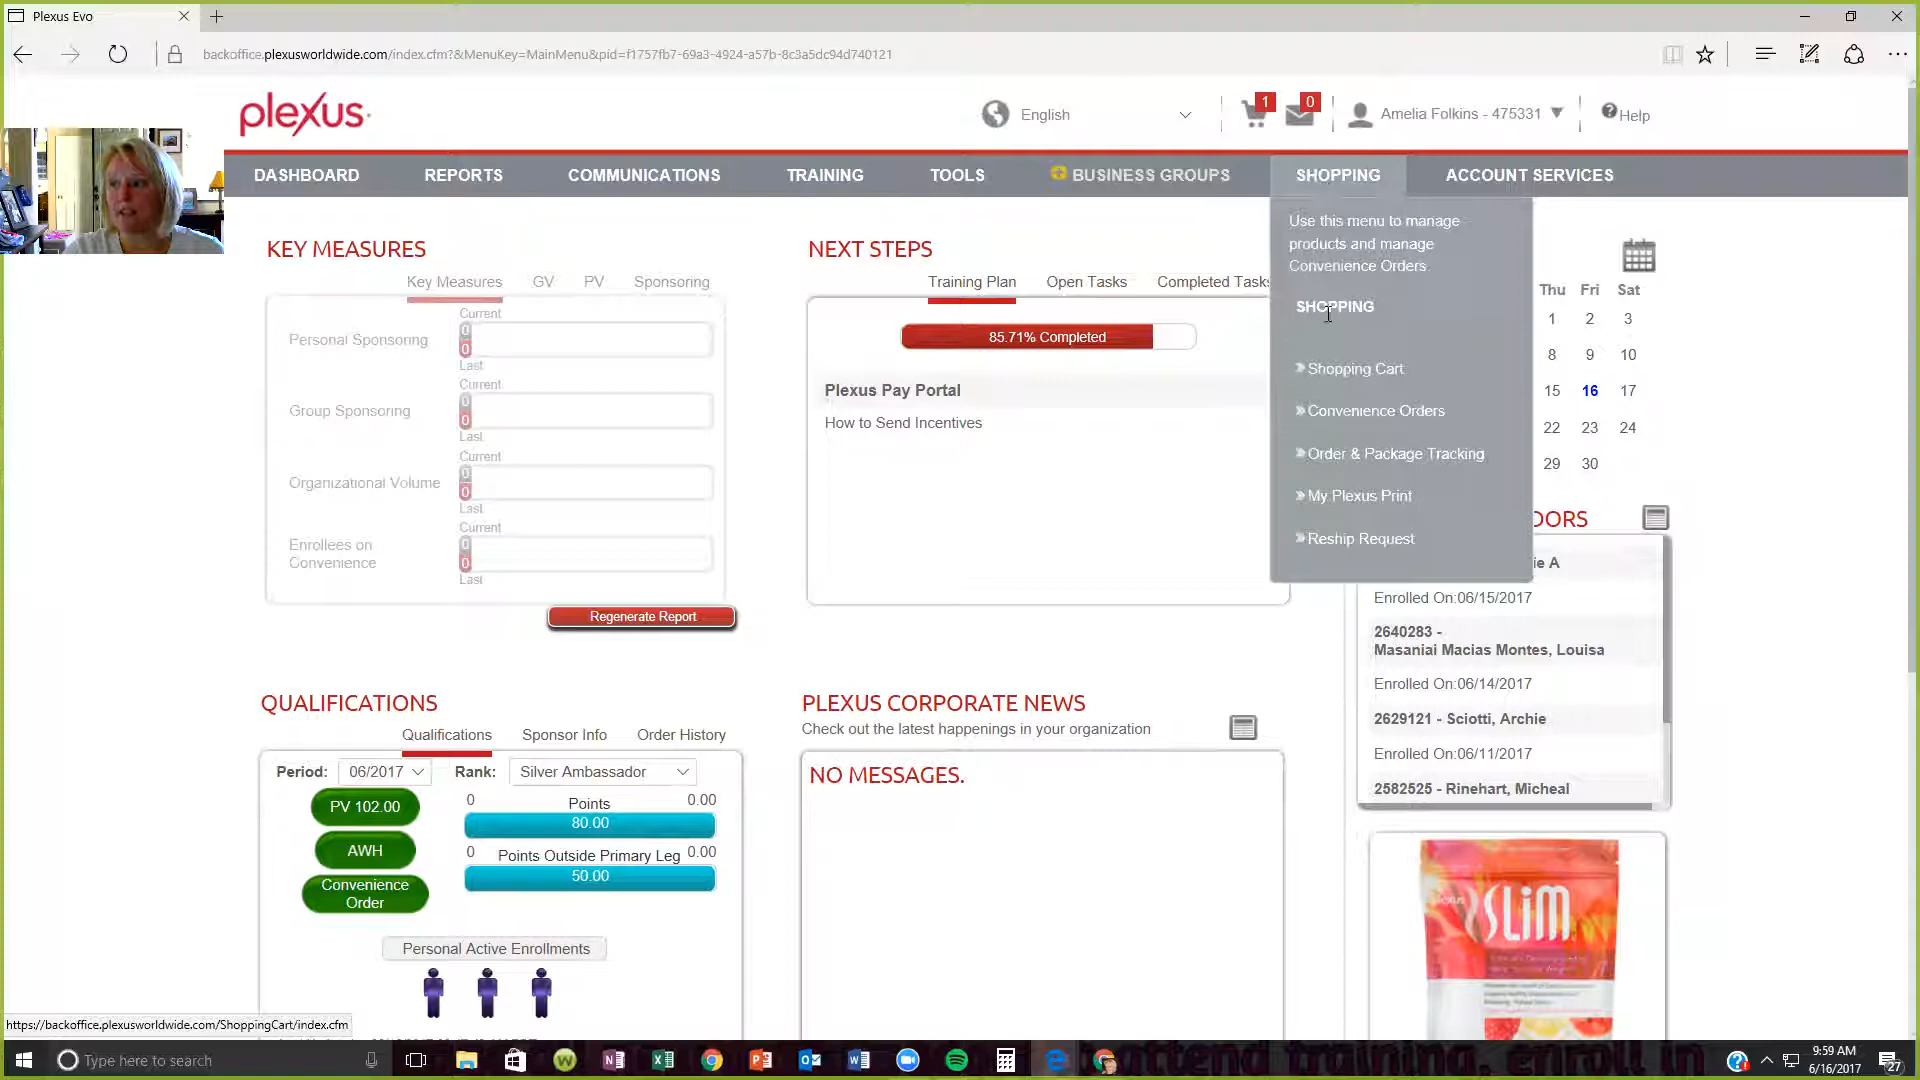 Plexus Evo
backoffice.plexusworldwide.com/index.cfm?&MenuKey=MainMenu&pid=f1757fb7-69a3-4924-a57b-8c3a5dc94d740121
plexus
English
1
0
Amelia Folkins - 475331
Help
DASHBOARD
REPORTS
COMMUNICATIONS
TRAINING
TOOLS
BUSINESS GROUPS
SHOPPING
ACCOUNT SERVICES
Use this menu to manage
products and manage
Convenience Orders.
SHOPPING
Shopping Cart
Convenience Orders
Order & Package Tracking
My Plexus Print
Reship Request
KEY MEASURES
Key Measures GV PV Sponsoring
Current
Personal Sponsoring
0
0
Last
Current
Group Sponsoring
0
0
Last
Current
Organizational Volume
0
0
Last
Current
Enrollees on
Convenience
0
0
Last
Regenerate Report
NEXT STEPS
Training Plan Open Tasks Completed Tasks
85.71% Completed
Plexus Pay Portal
How to Send Incentives
Thu Fri Sat
1 2 3
8 9 10
15 16 17
22 23 24
29 30
DORS
ie A
Enrolled On:06/15/2017
2640283 -
Masaniai Macias Montes, Louisa
Enrolled On:06/14/2017
2629121 - Sciotti, Archie
Enrolled On:06/11/2017
2582525 - Rinehart, Micheal
QUALIFICATIONS
Qualifications Sponsor Info Order History
Period: 06/2017 Rank: Silver Ambassador
PV 102.00
AWH
Convenience
Order
0 Points 0.00
80.00
0 Points Outside Primary Leg 0.00
50.00
Personal Active Enrollments
PLEXUS CORPORATE NEWS
Check out the latest happenings in your organization
NO MESSAGES.
plexus
SLiM
https://backoffice.plexusworldwide.com/ShoppingCart/index.cfm
Type here to search
9:59 AM
6/16/2017
27